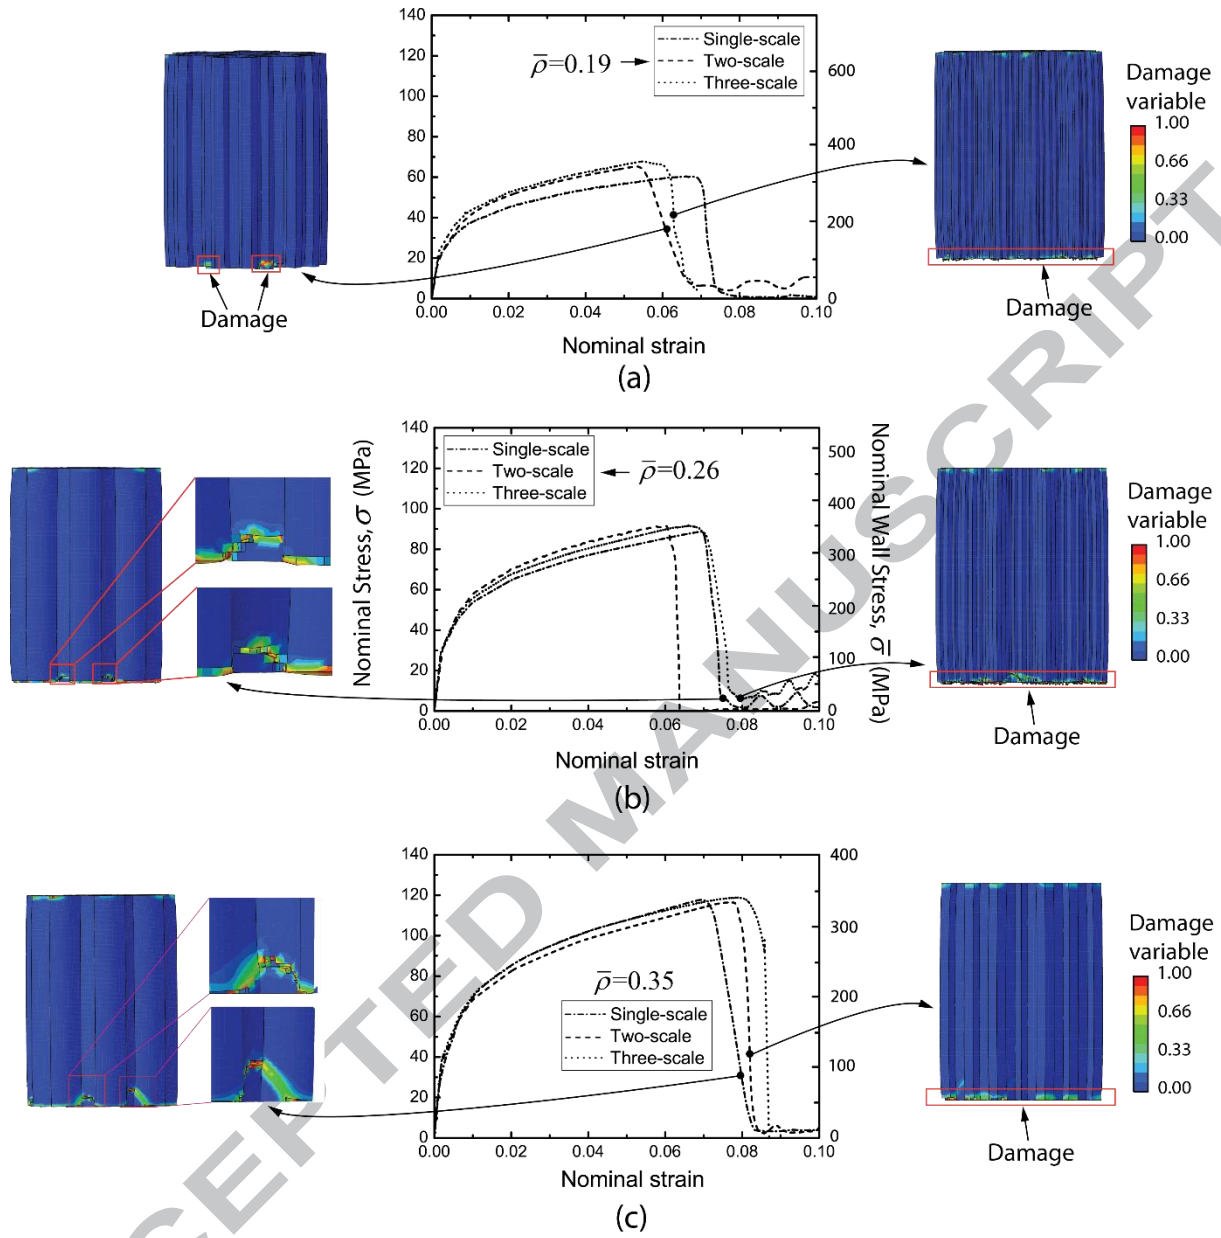 140
120
100
80
60
40
20
0
ρ̅=0.19
Single-scale
Two-scale
Three-scale
600
400
200
0
0.00 0.02 0.04 0.06 0.08 0.10
Nominal strain
(a)
Damage
Damage
Damage
variable
1.00
0.66
0.33
0.00
Nominal Stress, σ (MPa)
140
120
100
80
60
40
20
0
Single-scale
Two-scale
Three-scale
ρ̅=0.26
500
400
300
200
100
0
Nominal Wall Stress, σ̅ (MPa)
0.00 0.02 0.04 0.06 0.08 0.10
Nominal strain
(b)
Damage
Damage
variable
1.00
0.66
0.33
0.00
140
120
100
80
60
40
20
0
ρ̅=0.35
Single-scale
Two-scale
Three-scale
400
300
200
100
0
0.00 0.02 0.04 0.06 0.08 0.10
Nominal strain
(c)
Damage
Damage
variable
1.00
0.66
0.33
0.00
CEPTED MANUSCRIPT